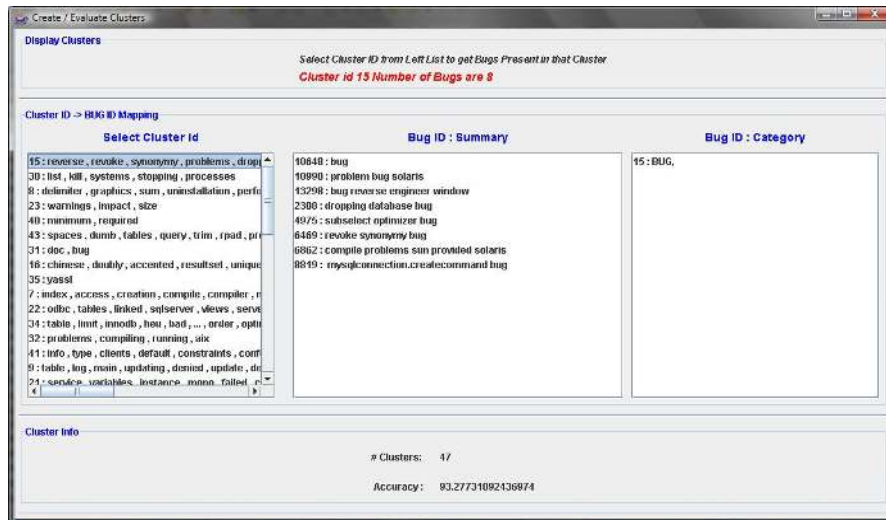 Create / Evaluate Clusters
Display Clusters
Select Cluster ID from Left List to get Bugs Present in that Cluster
Cluster id 15 Number of Bugs are 8
Cluster ID -> BUG ID Mapping
Select Cluster Id
15 : reverse , revoke , synonymy , problems , dropp
30 : list , kill , systems , stopping , processes
8 : delimiter , graphics , sum , uninstallation , perfo
23 : warnings , impact , size
40 : minimum , required
43 : spaces , dumb , tables , query , trim , rpad , pr
31 : doc , bug
16 : chinese , doubly , accented , resultset , unique
35 : yassl
7 : index , access , creation , compile , compiler ,
22 : odbc , tables , linked , sqlserver , views , serve
34 : table , limit , innodb , heu , bad , ... , order , opti
32 : problems , compiling , running , aix
41 : info , type , clients , default , constraints , conf
9 : table , log , main , updating , denied , update , dr
21 : service , variables , instance , mono , failed ,
Bug ID : Summary
10648 : bug
10990 : problem bug solaris
13298 : bug reverse engineer window
2300 : dropping database bug
4975 : subselect optimizer bug
6469 : revoke synonymy bug
6862 : compile problems sun provided solaris
8819 : mysqlconnection.createcommand bug
Bug ID : Category
15 : BUG,
Cluster Info
# Clusters: 47
Accuracy : 93.27731092436974